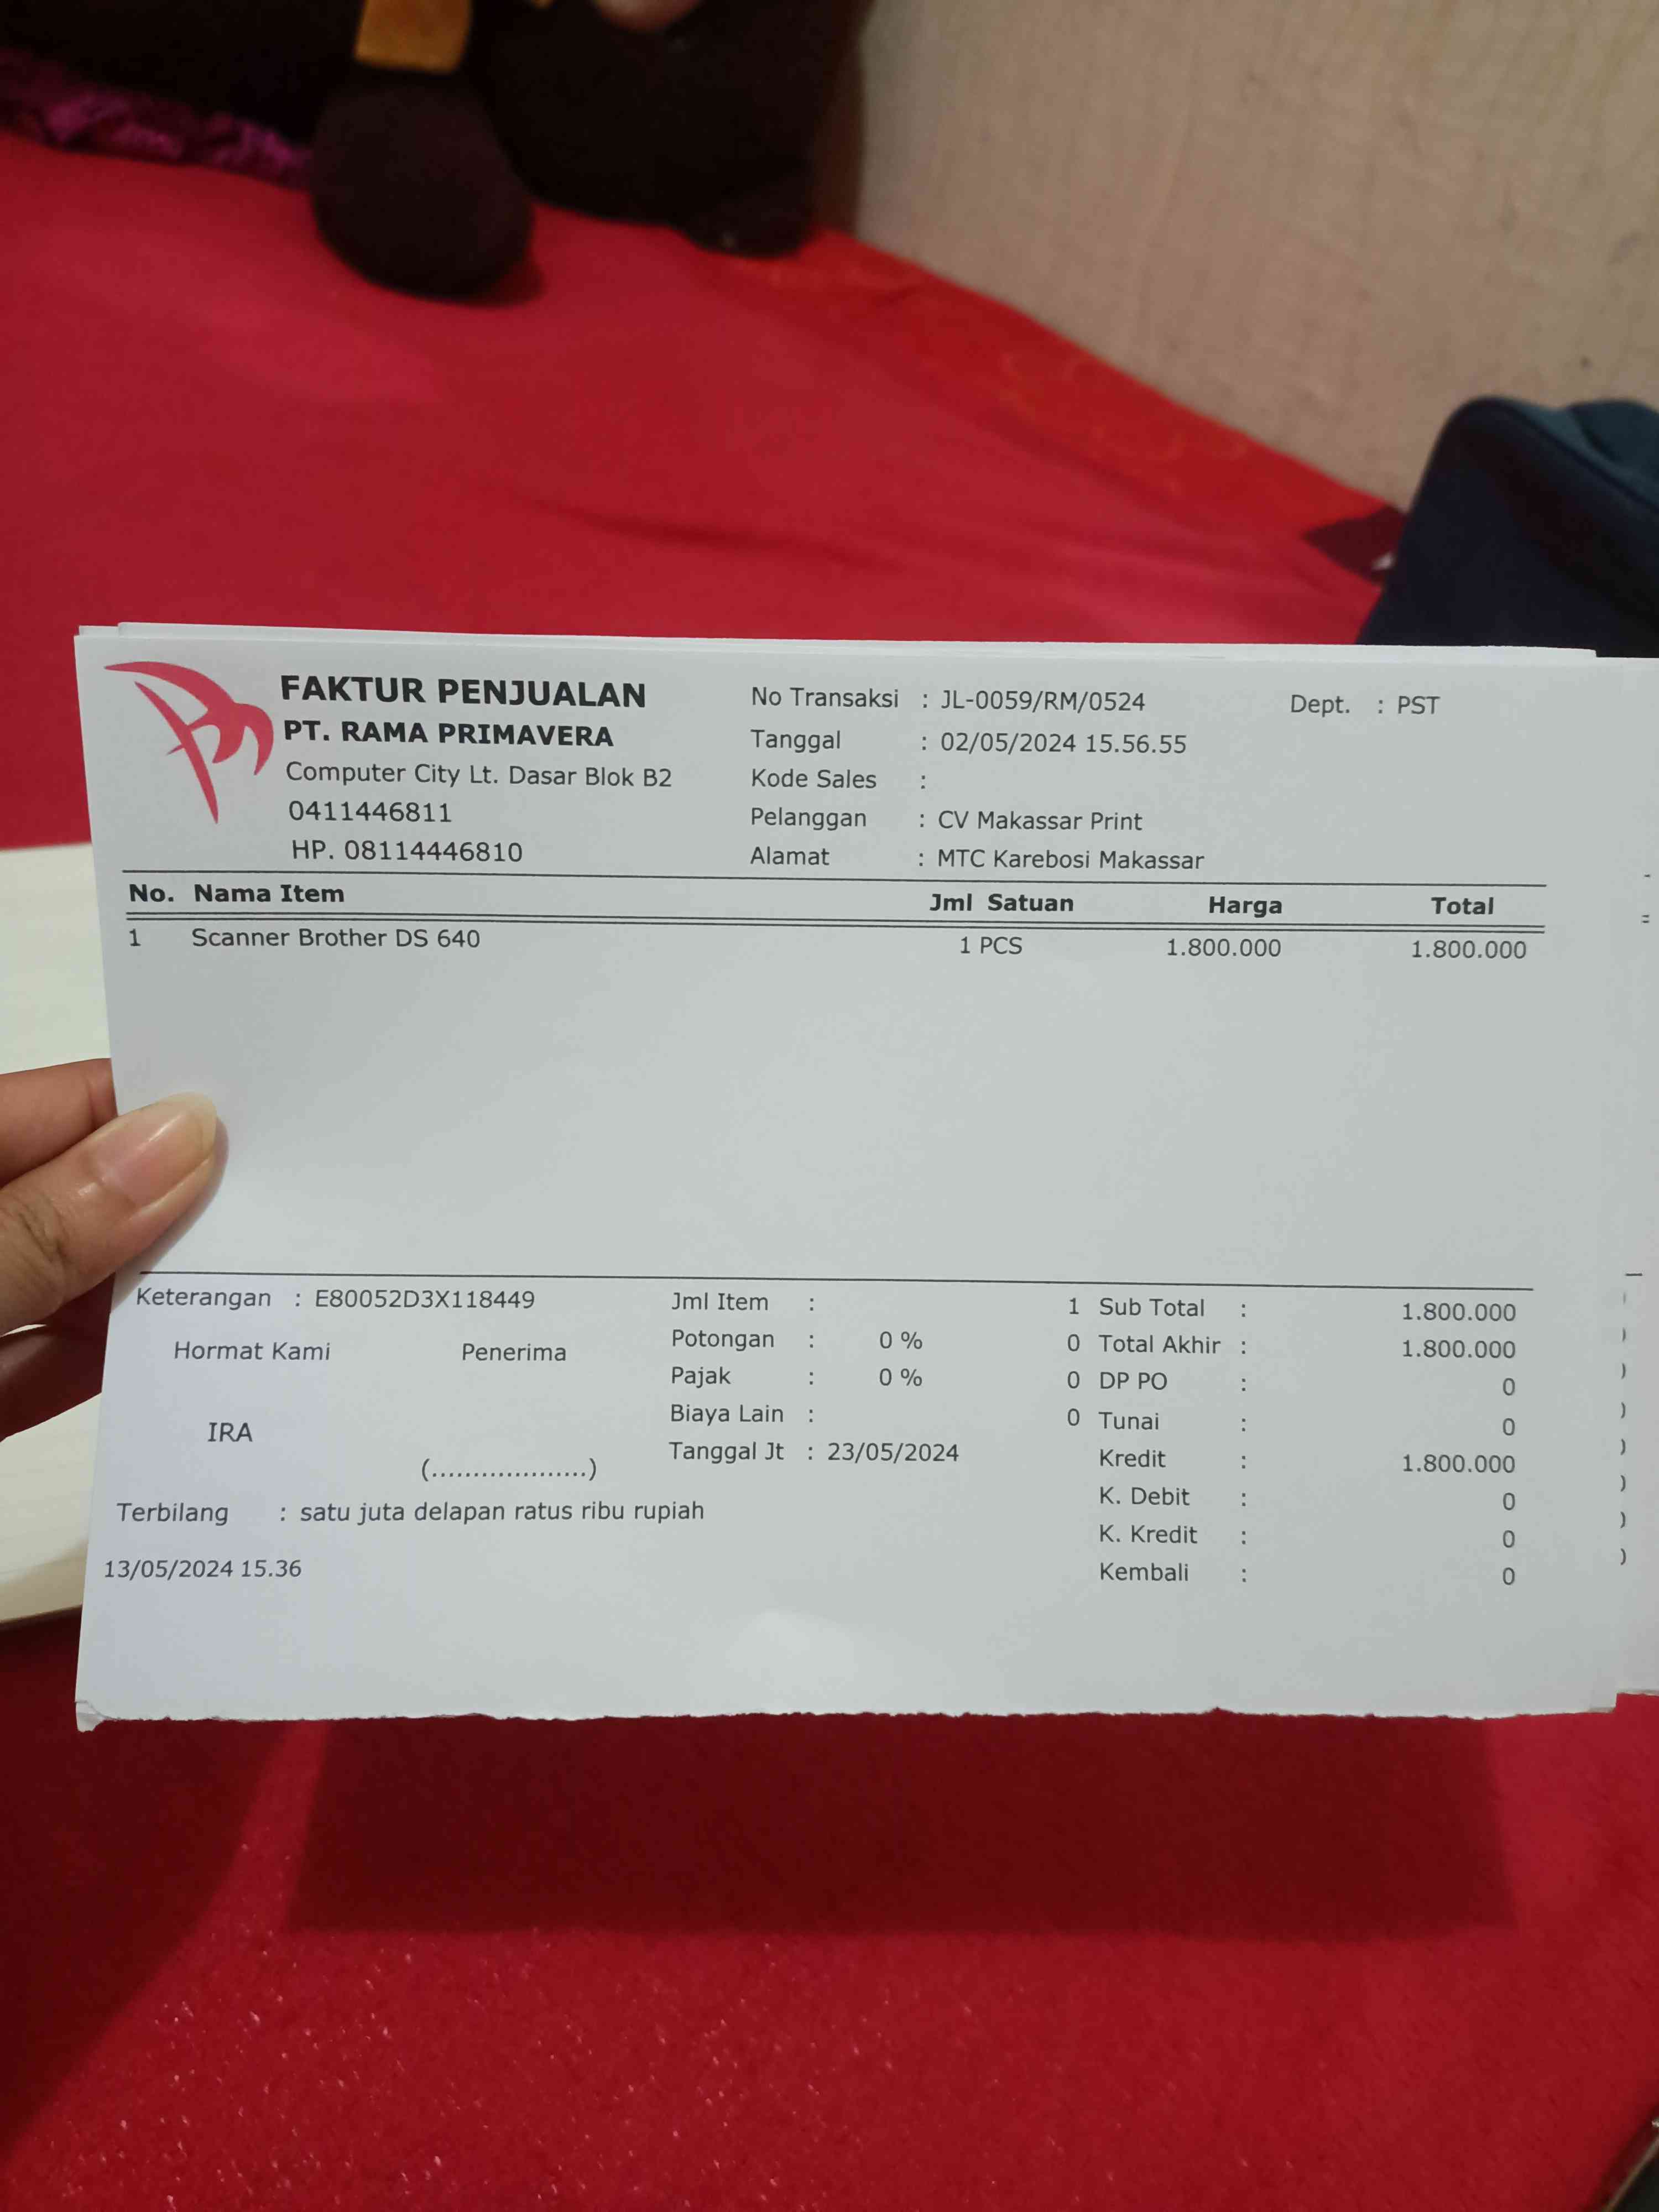 FAKTUR PENJUALAN
PT. RAMA PRIMAVERA
Computer City Lt. Dasar Blok B2
0411446811
HP. 08114446810
No Transaksi : JL-0059/RM/0524 Dept. : PST
Tanggal : 02/05/2024 15.56.55
Kode Sales :
Pelanggan : CV Makassar Print
Alamat : MTC Karebosi Makassar
No. Nama Item Jml Satuan Harga Total
1 Scanner Brother DS 640 1 PCS 1.800.000 1.800.000
Keterangan : E80052D3X118449
Hormat Kami Penerima
IRA
(...................)
Terbilang : satu juta delapan ratus ribu rupiah
13/05/2024 15.36
Jml Item : 1
Potongan : 0 % 0
Pajak : 0 % 0
Biaya Lain : 0
Tanggal Jt : 23/05/2024
Sub Total : 1.800.000
Total Akhir : 1.800.000
DP PO : 0
Tunai : 0
Kredit : 1.800.000
K. Debit : 0
K. Kredit : 0
Kembali : 0